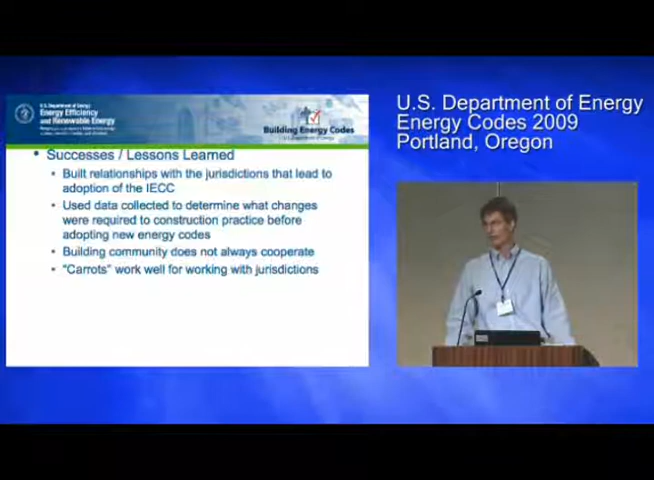 U.S. Department of Energy
Energy Efficiency
and Renewable Energy
Building Energy Codes
U.S. Department of Energy
• Successes / Lessons Learned
• Built relationships with the jurisdictions that lead to
adoption of the IECC
• Used data collected to determine what changes
were required to construction practice before
adopting new energy codes
• Building community does not always cooperate
• "Carrots" work well for working with jurisdictions
U.S. Department of Energy
Energy Codes 2009
Portland, Oregon